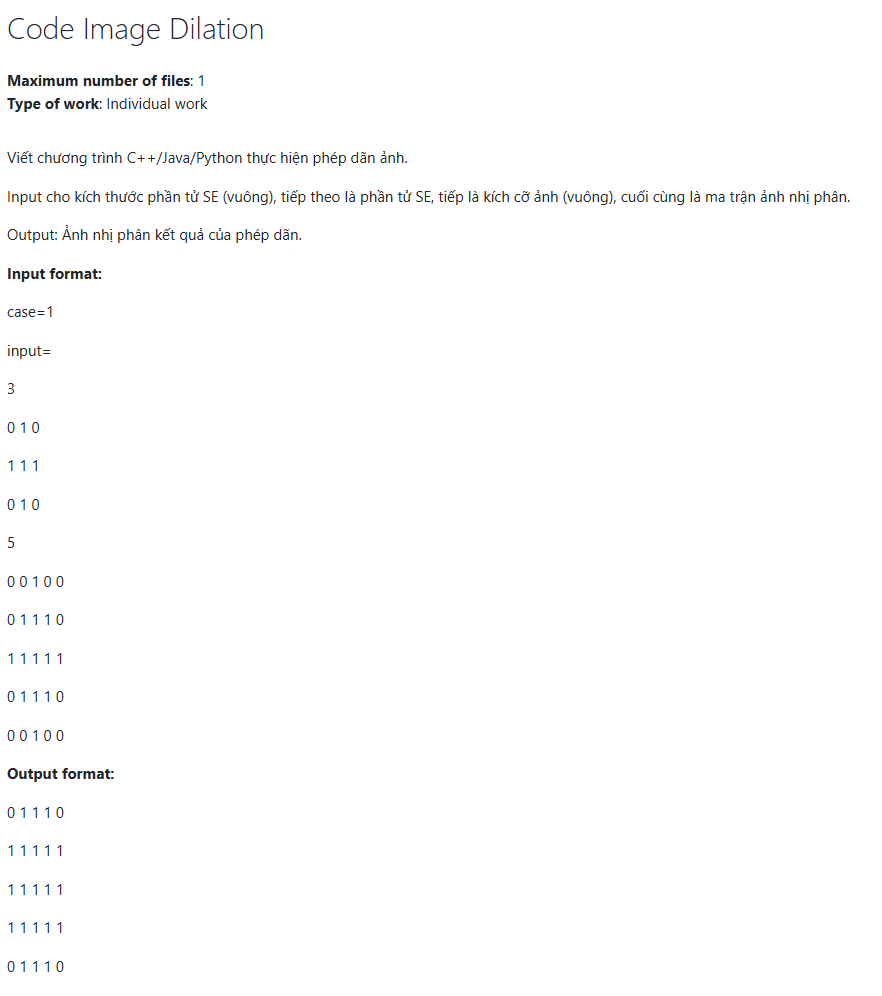 Code Image Dilation
Maximum number of files: 1
Type of work: Individual work
Viết chương trình C++/Java/Python thực hiện phép dãn ảnh.
Input cho kích thước phần tử SE (vuông), tiếp theo là phần tử SE, tiếp là kích cỡ ảnh (vuông), cuối cùng là ma trận ảnh nhị phân.
Output: Ảnh nhị phân kết quả của phép dãn.
Input format:
case=1
input=
3
0 1 0
1 1 1
0 1 0
5
0 0 1 0 0
0 1 1 1 0
1 1 1 1 1
0 1 1 1 0
0 0 1 0 0
Output format:
0 1 1 1 0
1 1 1 1 1
1 1 1 1 1
1 1 1 1 1
0 1 1 1 0